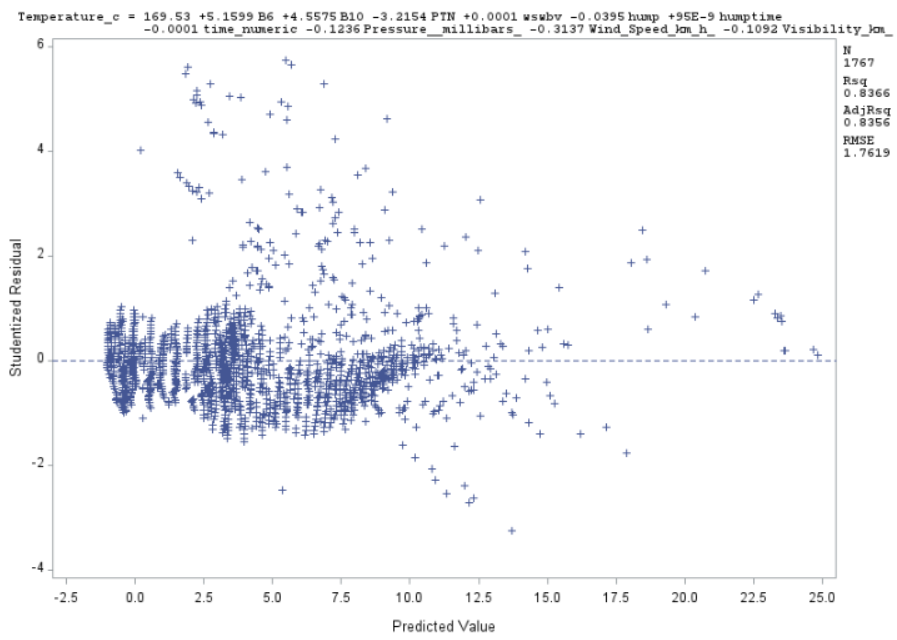 Temperature_c = 169.53 +5.1599 B6 +4.5575 B10 -3.2154 PTN +0.0001 wswbv -0.0395 hump +95E-9 humptime
-0.0001 time_numeric -0.1236 Pressure__millibars_ -0.3137 Wind_Speed_km_h_ -0.1092 Visibility_km_
N
1767
Rsq
0.8366
AdjRsq
0.8356
RMSE
1.7619
6
4
2
0
-2
-4
Studentized Residual
-2.5 0.0 2.5 5.0 7.5 10.0 12.5 15.0 17.5 20.0 22.5 25.0
Predicted Value